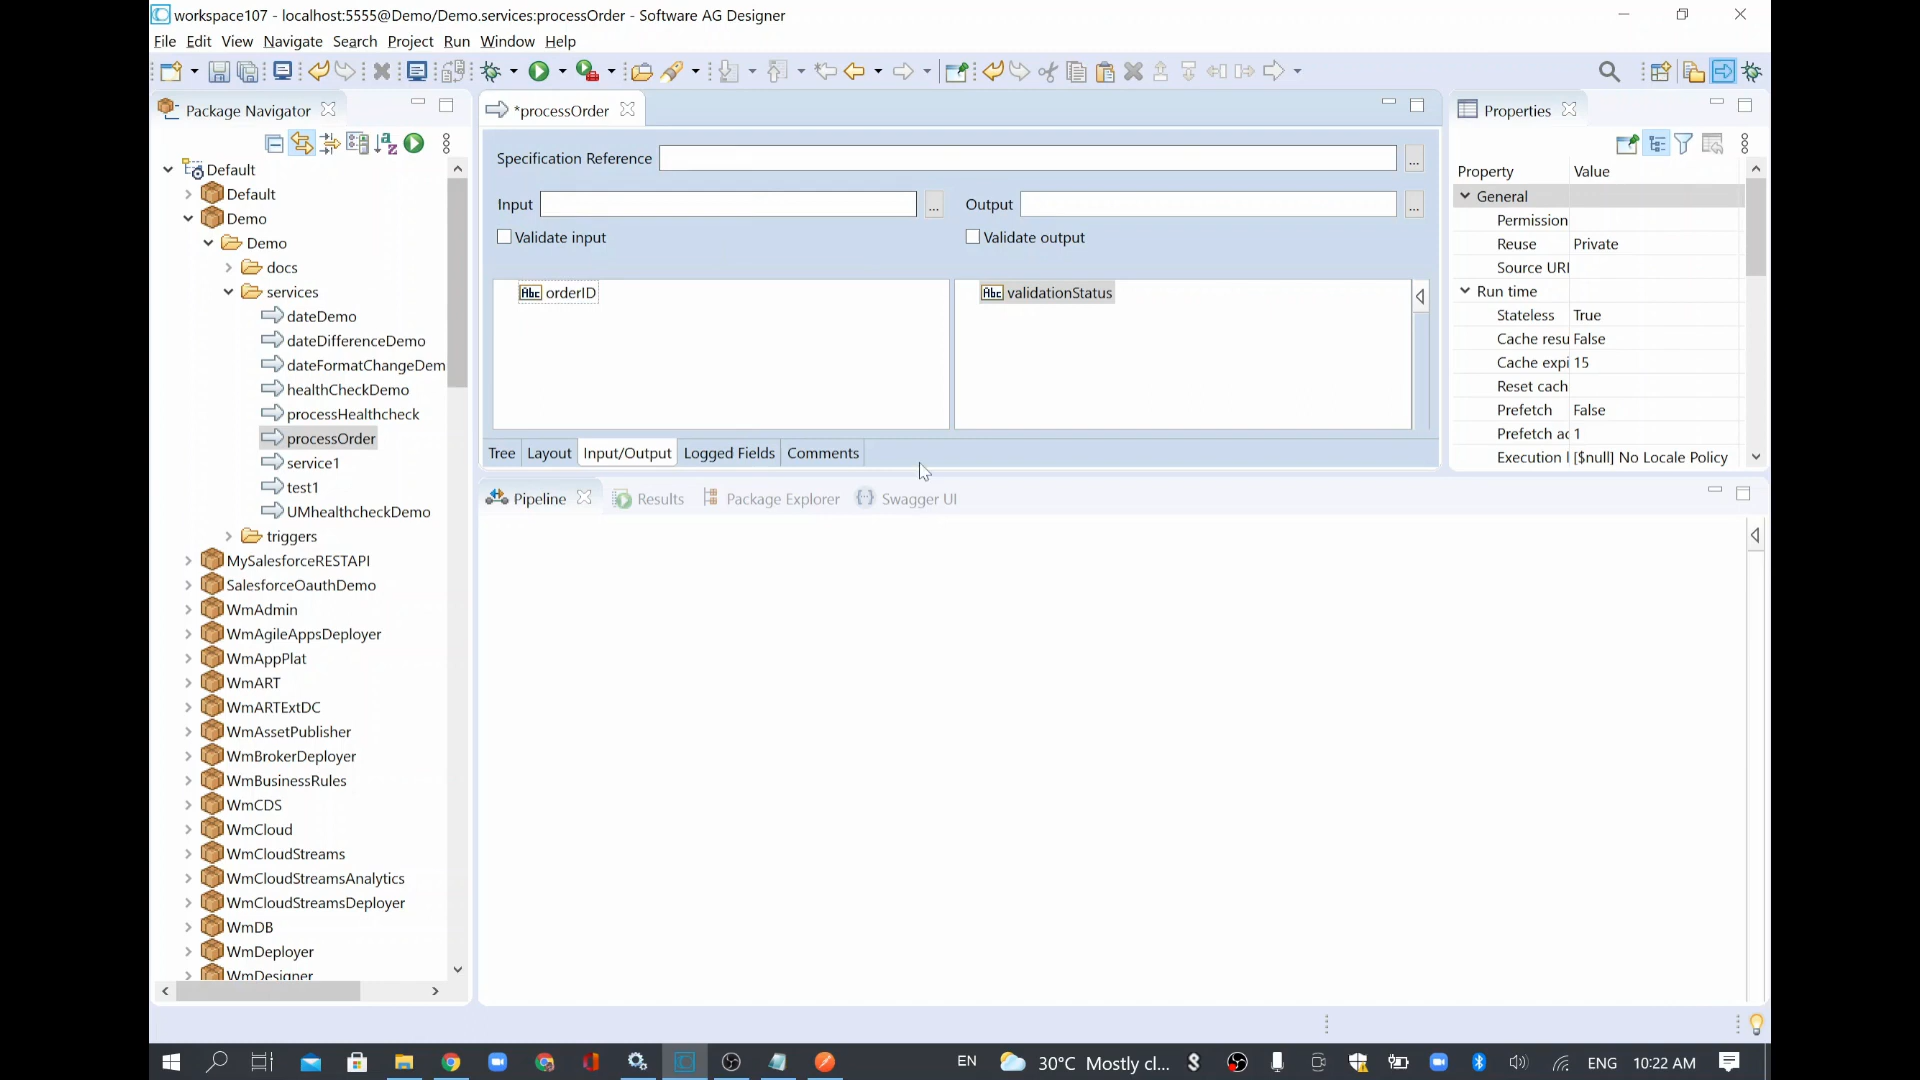 workspace107 - localhost:5555@Demo/Demo.services:processOrder - Software AG Designer
File Edit View Navigate Search Project Run Window Help
Package Navigator
Default
Default
Demo
Demo
docs
services
dateDemo
dateDifferenceDemo
dateFormatChangeDem
healthCheckDemo
processHealthcheck
processOrder
service1
test1
UMhealthcheckDemo
triggers
MySalesforceRESTAPI
SalesforceOauthDemo
WmAdmin
WmAgileAppsDeployer
WmAppPlat
WmART
WmARTExtDC
WmAssetPublisher
WmBrokerDeployer
WmBusinessRules
WmCDS
WmCloud
WmCloudStreams
WmCloudStreamsAnalytics
WmCloudStreamsDeployer
WmDB
WmDeployer
WmDesigner
*processOrder
Specification Reference ...
Input ... Output ...
Validate input Validate output
Abc orderID Abc validationStatus
Tree Layout Input/Output Logged Fields Comments
Pipeline Results Package Explorer Swagger UI
Properties
Property Value
General
Permission
Reuse Private
Source URI
Run time
Stateless True
Cache resu False
Cache expi 15
Reset cach
Prefetch False
Prefetch ac 1
Execution l [$null] No Locale Policy
EN 30°C Mostly cl... ENG 10:22 AM